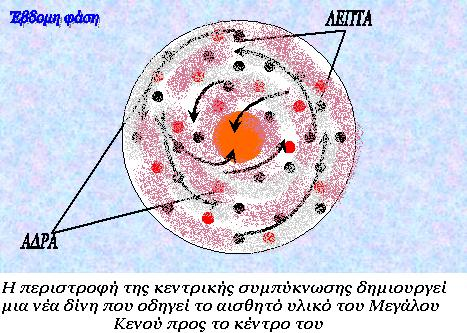 Έβδομη φάση
ΛΕΠΤΑ
ΑΔΡΑ
Η περιστροφή της κεντρικής συμπύκνωσης δημιουργεί
μια νέα δίνη που οδηγεί το αισθητό υλικό του Μεγάλου
Κενού προς το κέντρο του